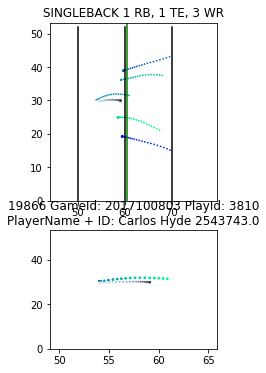 SINGLEBACK 1 RB, 1 TE, 3 WR
50
40
30
20
10
0
50 60 70
19866 GameId: 2017100803 PlayId: 3810
PlayerName + ID: Carlos Hyde 2543743.0
40
20
0
50 55 60 65